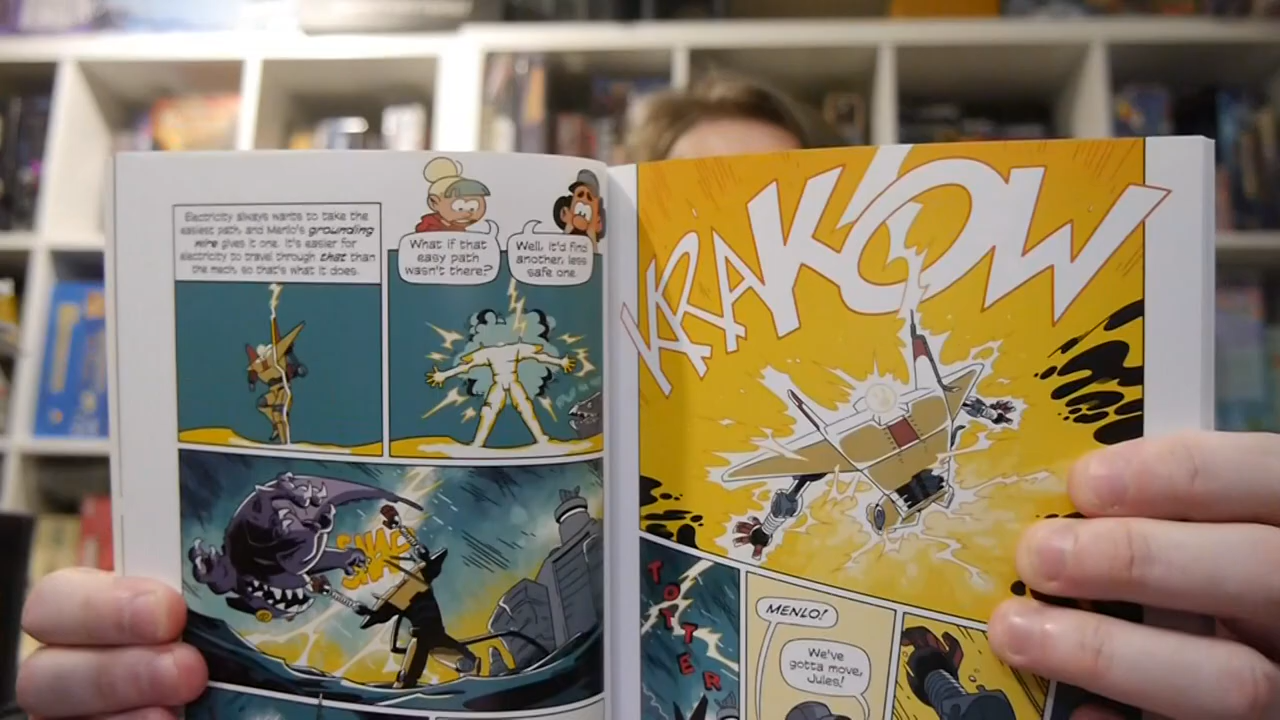 Electricity always wants to take the
easiest path, and Menlo's grounding
wire gives it one. It's easier for
electricity to travel through that than
the mech, so that's what it does.
What if that
easy path
wasn't there?
Well, it'd find
another, less
safe one.
SMAC
KRAKOW
TOTTER
MENLO!
We've
gotta move,
Jules!